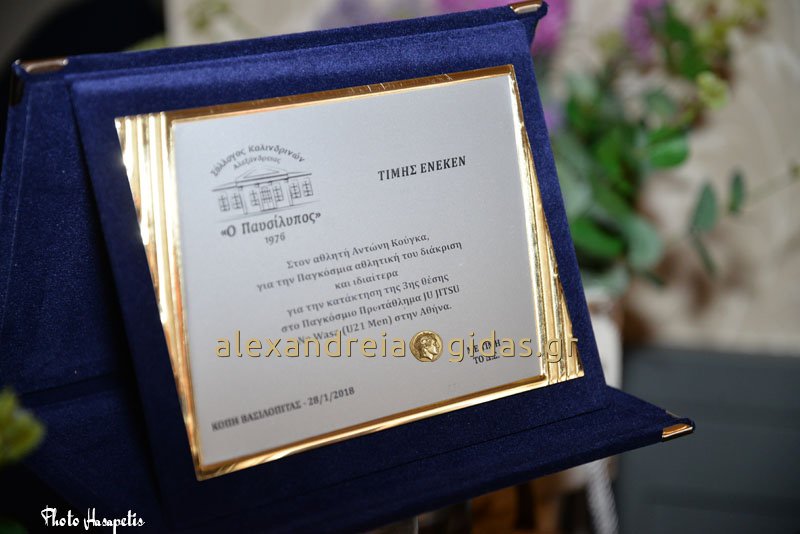 Σύλλογος Καλινδρινών
Αλεξάνδρειας
«Ο Παυσίλυπος»
1976
ΤΙΜΗΣ ΕΝΕΚΕΝ
Στον αθλητή Αντώνη Κούγκα,
για την Παγκόσμια αθλητική του διάκριση
και ιδιαίτερα
για την κατάκτηση της 3ης θέσης
στο Παγκόσμιο Πρωτάθλημα JU JITSU
(U21 Men) στην Αθήνα.
alexandreia gidas.gr
ΤΟ Δ.Σ.
ΚΟΠΗ ΒΑΣΙΛΟΠΙΤΑΣ - 28/1/2018
Photo Hasapetis